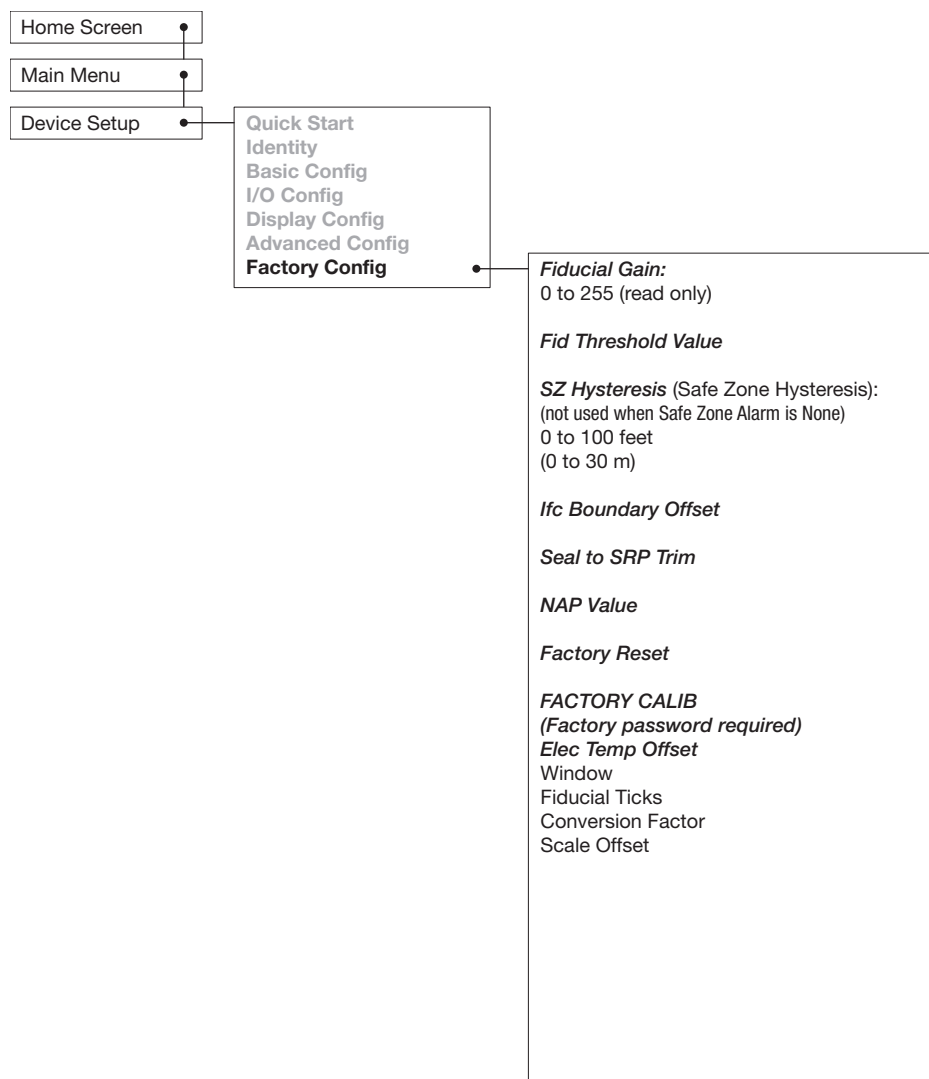 Home Screen
Main Menu
Device Setup
Quick Start
Identity
Basic Config
I/O Config
Display Config
Advanced Config
Factory Config
Fiducial Gain:
0 to 255 (read only)
Fid Threshold Value
SZ Hysteresis (Safe Zone Hysteresis):
(not used when Safe Zone Alarm is None)
0 to 100 feet
(0 to 30 m)
Ifc Boundary Offset
Seal to SRP Trim
NAP Value
Factory Reset
FACTORY CALIB
(Factory password required)
Elec Temp Offset
Window
Fiducial Ticks
Conversion Factor
Scale Offset